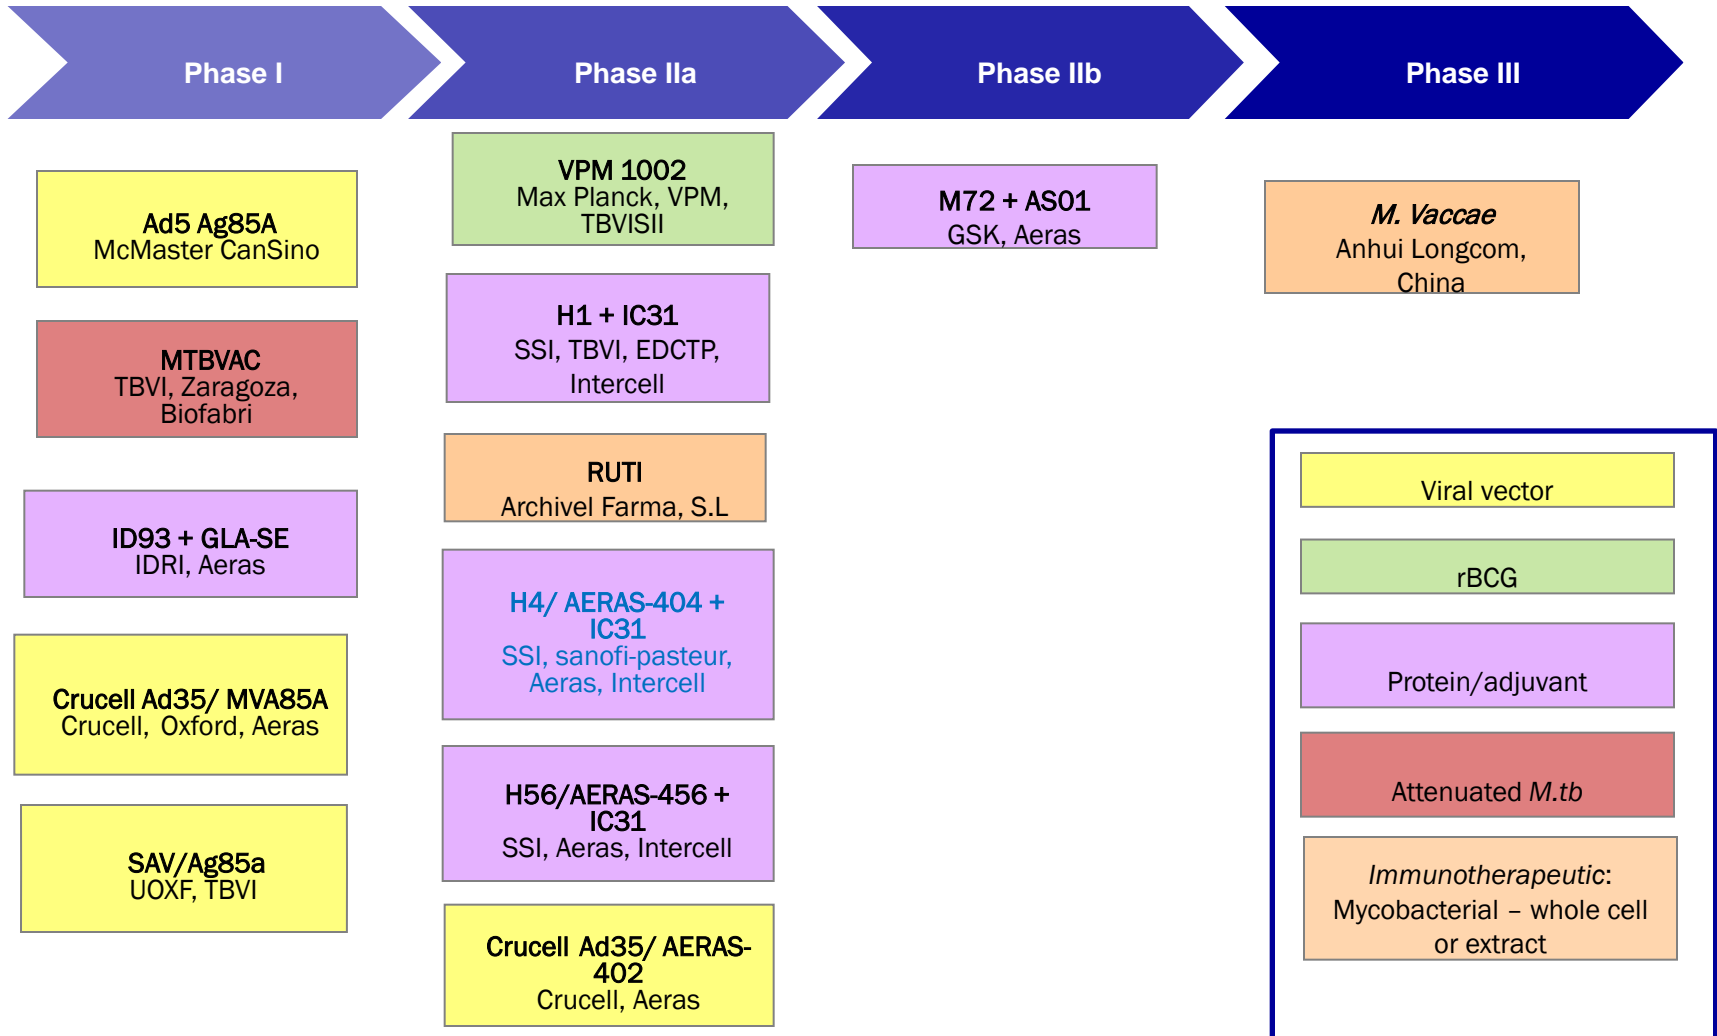 Phase I
Phase IIa
Phase IIb
Phase III
Ad5 Ag85A
McMaster CanSino
MTBVAC
TBVI, Zaragoza,
Biofabri
ID93 + GLA-SE
IDRI, Aeras
Crucell Ad35/ MVA85A
Crucell, Oxford, Aeras
SAV/Ag85a
UOXF, TBVI
VPM 1002
Max Planck, VPM,
TBVISII
H1 + IC31
SSI, TBVI, EDCTP,
Intercell
RUTI
Archivel Farma, S.L
H4/ AERAS-404 +
IC31
SSI, sanofi-pasteur,
Aeras, Intercell
H56/AERAS-456 +
IC31
SSI, Aeras, Intercell
Crucell Ad35/ AERAS-
402
Crucell, Aeras
M72 + AS01
GSK, Aeras
M. Vaccae
Anhui Longcom,
China
Viral vector
rBCG
Protein/adjuvant
Attenuated M.tb
Immunotherapeutic:
Mycobacterial – whole cell
or extract